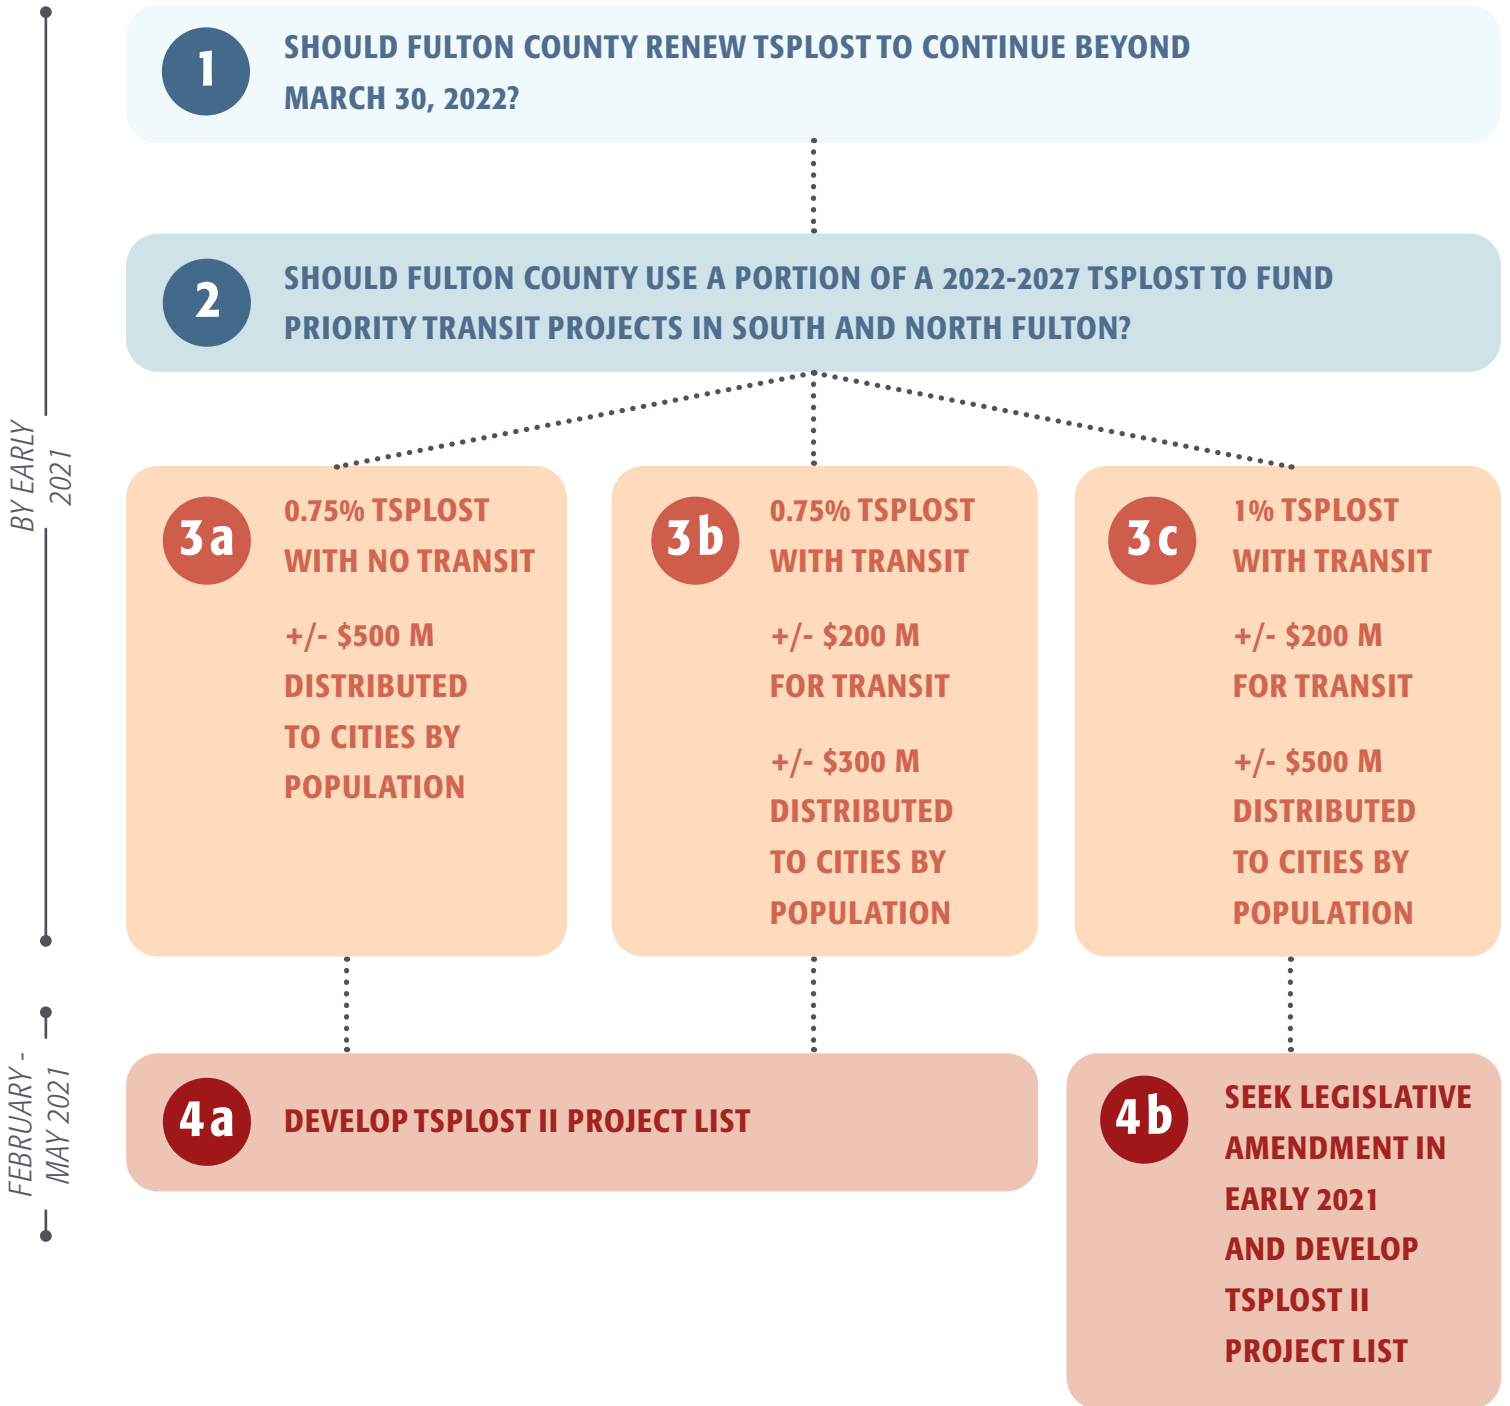 1
SHOULD FULTON COUNTY RENEW TSPLOST TO CONTINUE BEYOND
MARCH 30, 2022?
2
SHOULD FULTON COUNTY USE A PORTION OF A 2022-2027 TSPLOST TO FUND
PRIORITY TRANSIT PROJECTS IN SOUTH AND NORTH FULTON?
BY EARLY
2021
3a
0.75% TSPLOST
WITH NO TRANSIT
+/- $500 M
DISTRIBUTED
TO CITIES BY
POPULATION
3b
0.75% TSPLOST
WITH TRANSIT
+/- $200 M
FOR TRANSIT
+/- $300 M
DISTRIBUTED
TO CITIES BY
POPULATION
3c
1% TSPLOST
WITH TRANSIT
+/- $200 M
FOR TRANSIT
+/- $500 M
DISTRIBUTED
TO CITIES BY
POPULATION
FEBRUARY -
MAY 2021
4a
DEVELOP TSPLOST II PROJECT LIST
4b
SEEK LEGISLATIVE
AMENDMENT IN
EARLY 2021
AND DEVELOP
TSPLOST II
PROJECT LIST